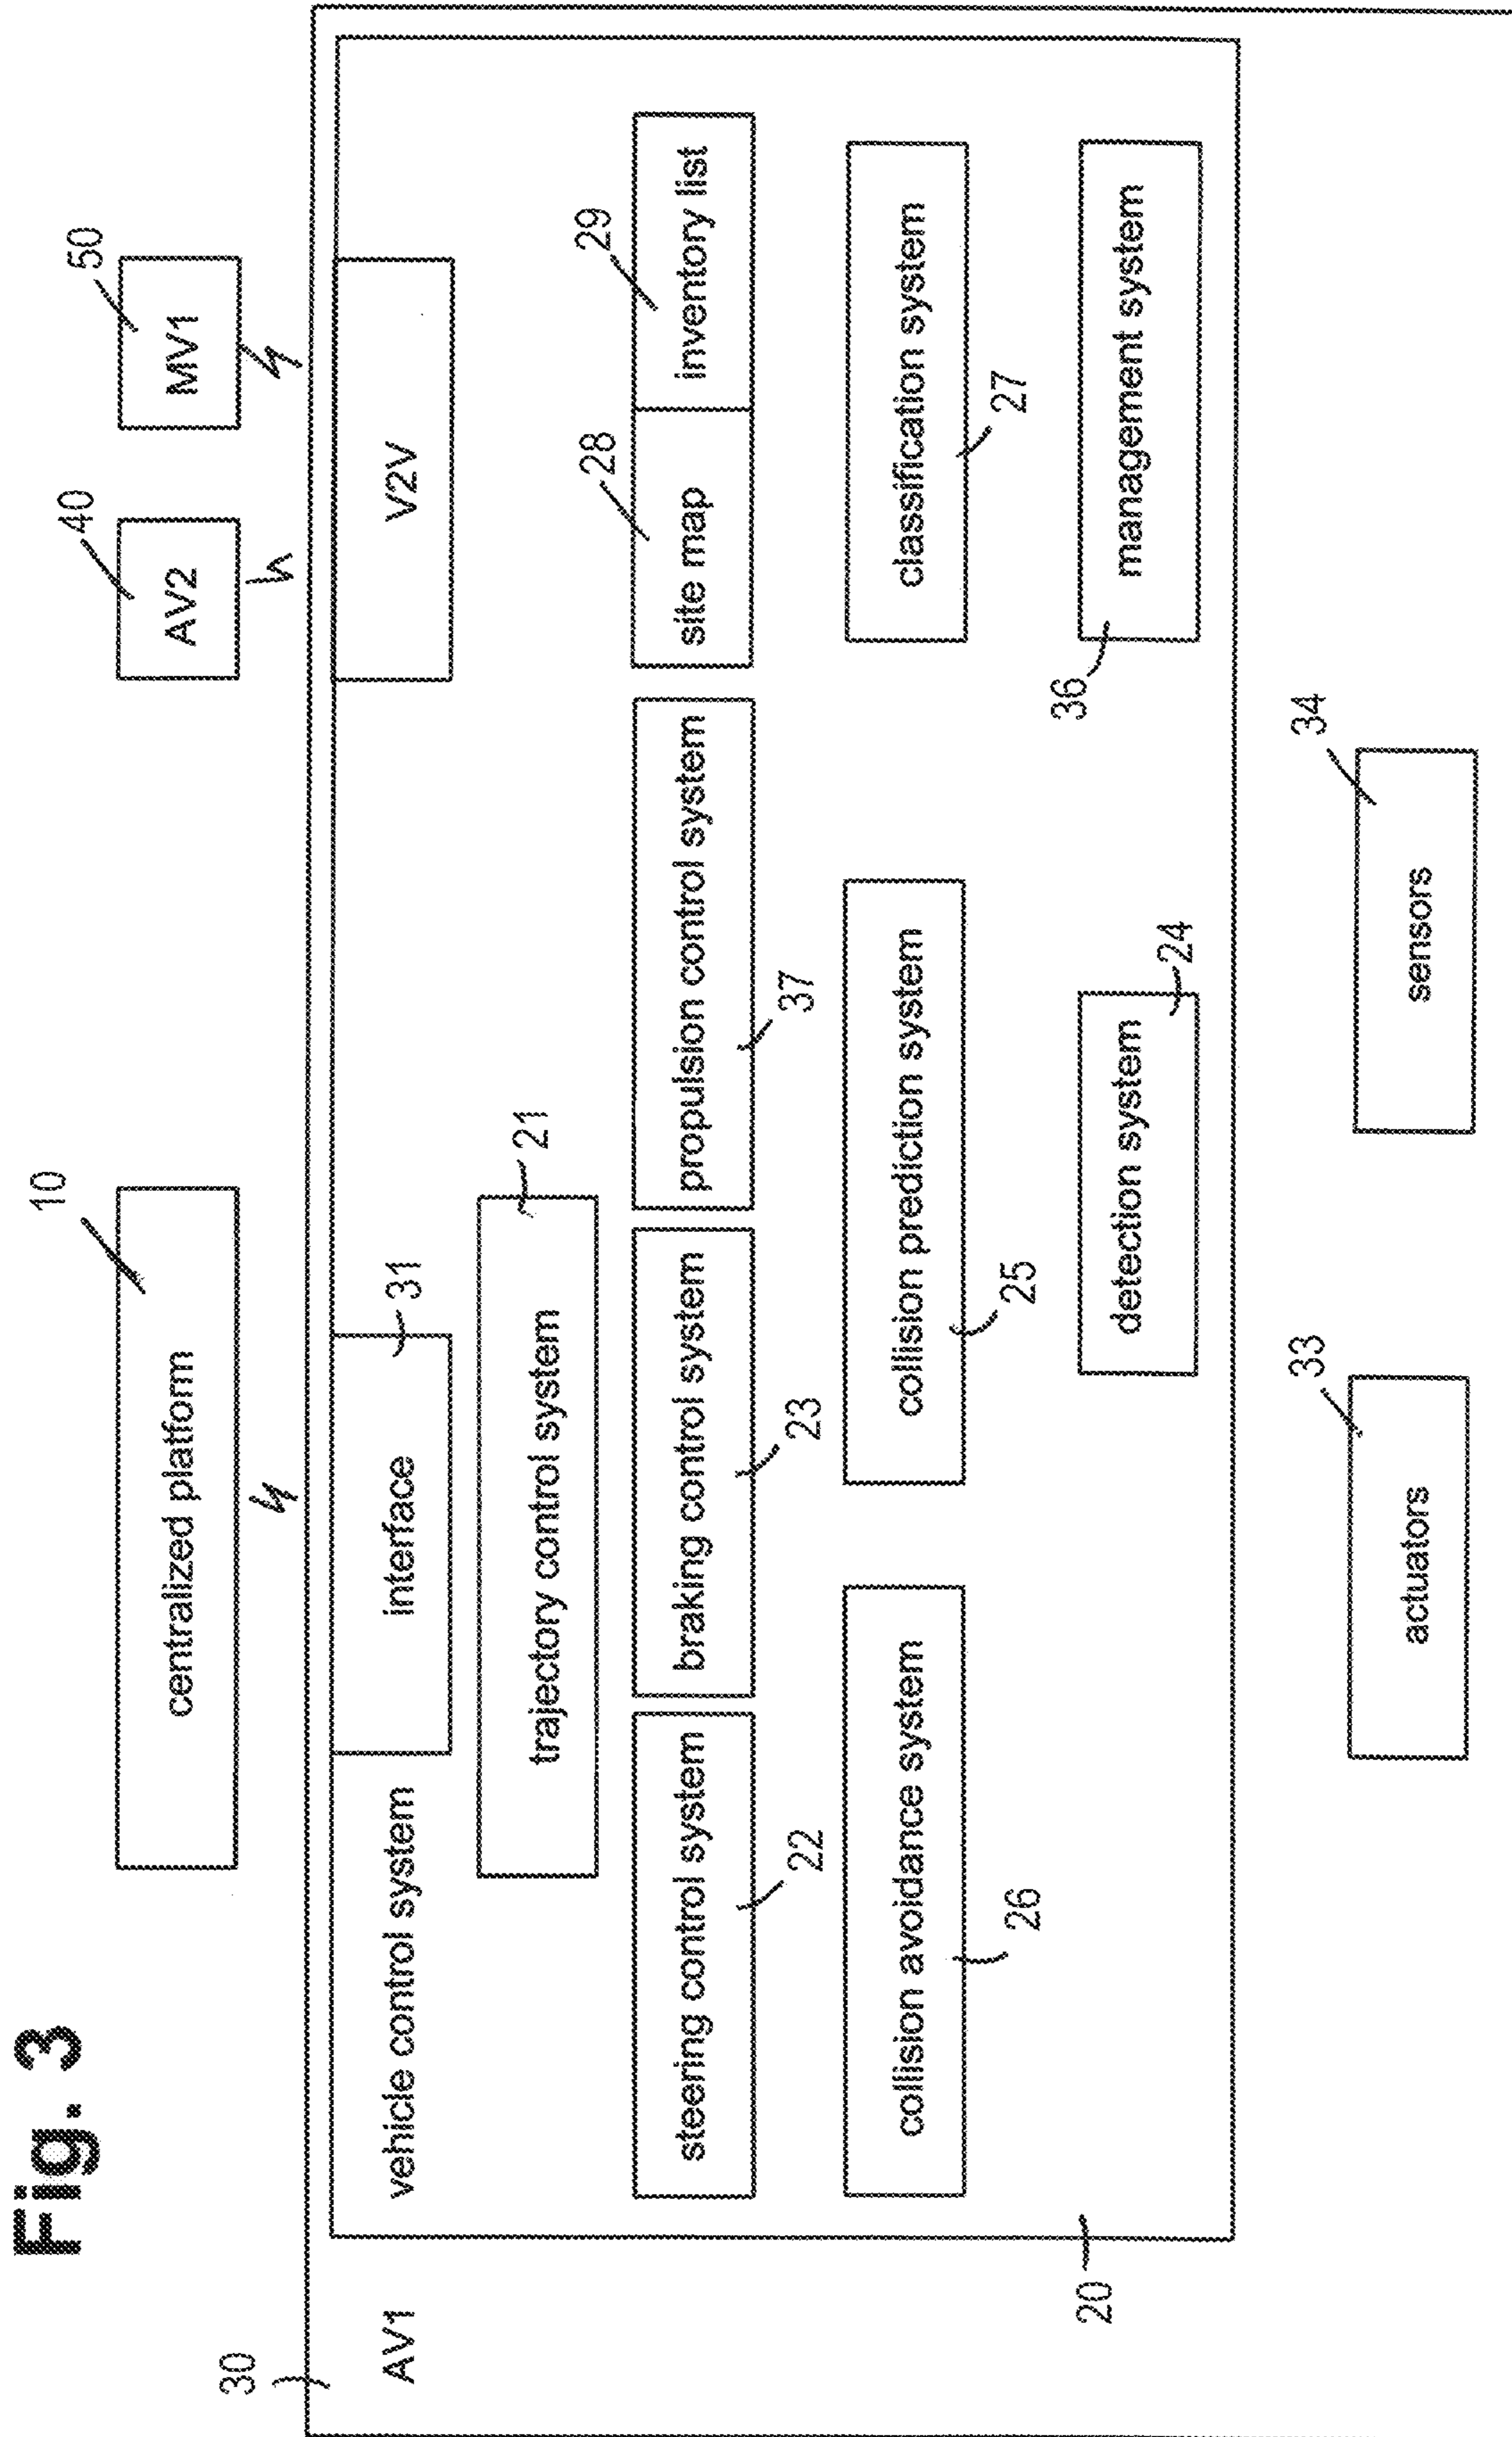 Fig. 3
10
centralized platform
40
AV2
50
MV1
30
AV1
vehicle control system
interface
31
V2V
trajectory control system
21
steering control system
22
braking control system
23
propulsion control system
37
site map
28
inventory list
29
collision avoidance system
26
collision prediction system
25
classification system
27
20
detection system
24
36
management system
actuators
33
sensors
34